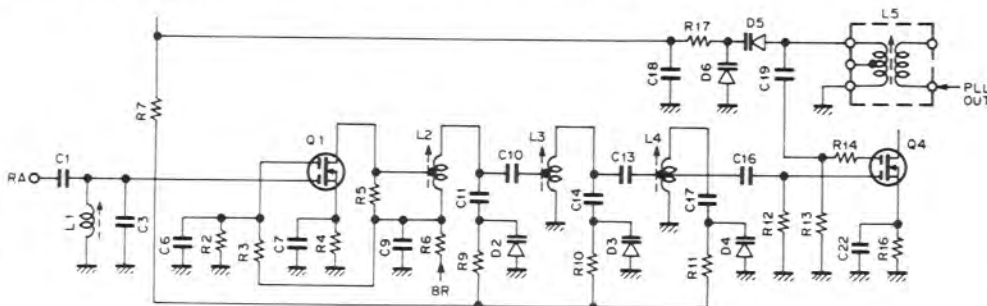 L5
R17
D5
C18
D6
C19
PLL
OUT
R7
Q1
L2
L3
L4
Q4
C10
C13
R14
RA
C1
R5
C16
C11
C14
C17
L1
C3
C6
R2
R3
C7
R4
C9
R6
R9
D2
R10
D3
R11
D4
R12
R13
C22
R16
BR